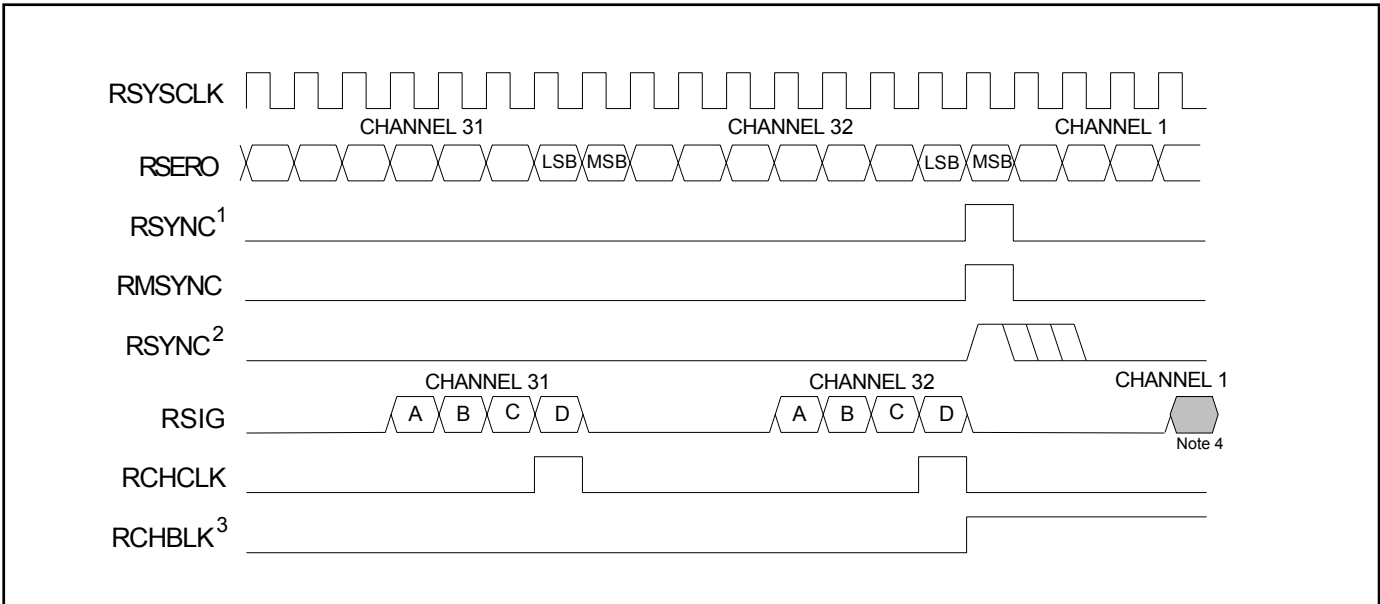 RSYSCLK
CHANNEL 31 CHANNEL 32 CHANNEL 1
RSERO LSB MSB LSB MSB
RSYNC1
RMSYNC
RSYNC2
CHANNEL 31 CHANNEL 32 CHANNEL 1
RSIG A B C D A B C D
Note 4
RCHCLK
RCHBLK3